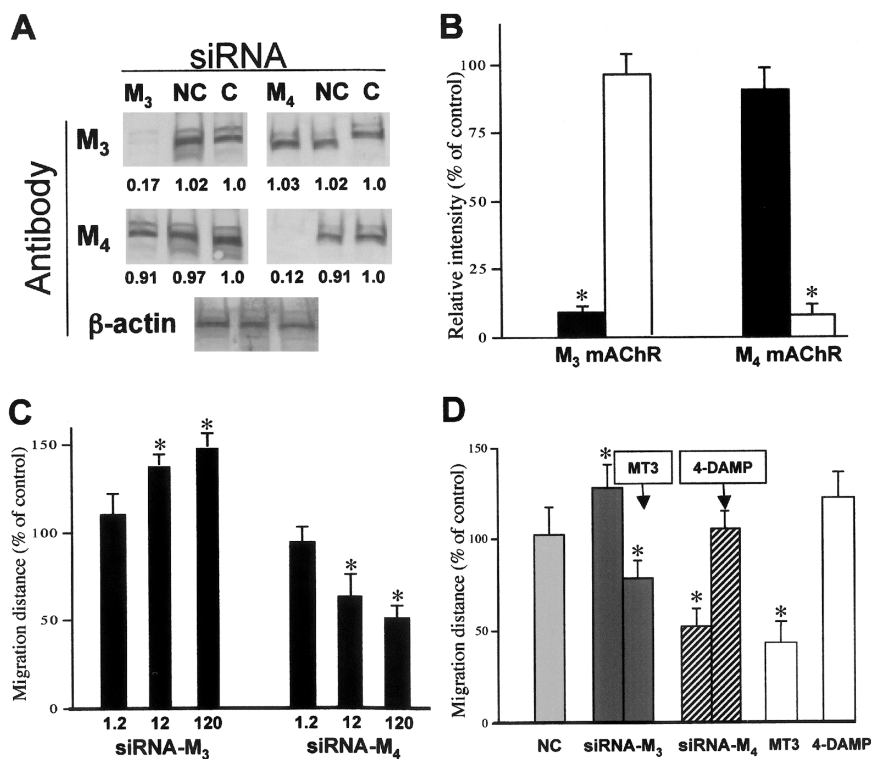 A
siRNA
M₃ NC C M₄ NC C
Antibody
M₃
0.17 1.02 1.0 1.03 1.02 1.0
M₄
0.91 0.97 1.0 0.12 0.91 1.0
β-actin
B
Relative intensity (% of control)
100
75
50
25
0
* *
M₃ mAChR M₄ mAChR
C
Migration distance (% of control)
150
100
50
0
* * * *
1.2 12 120 1.2 12 120
siRNA-M₃ siRNA-M₄
D
Migration distance (% of control)
150
100
50
0
MT3 4-DAMP
* * * *
NC siRNA-M₃ siRNA-M₄ MT3 4-DAMP